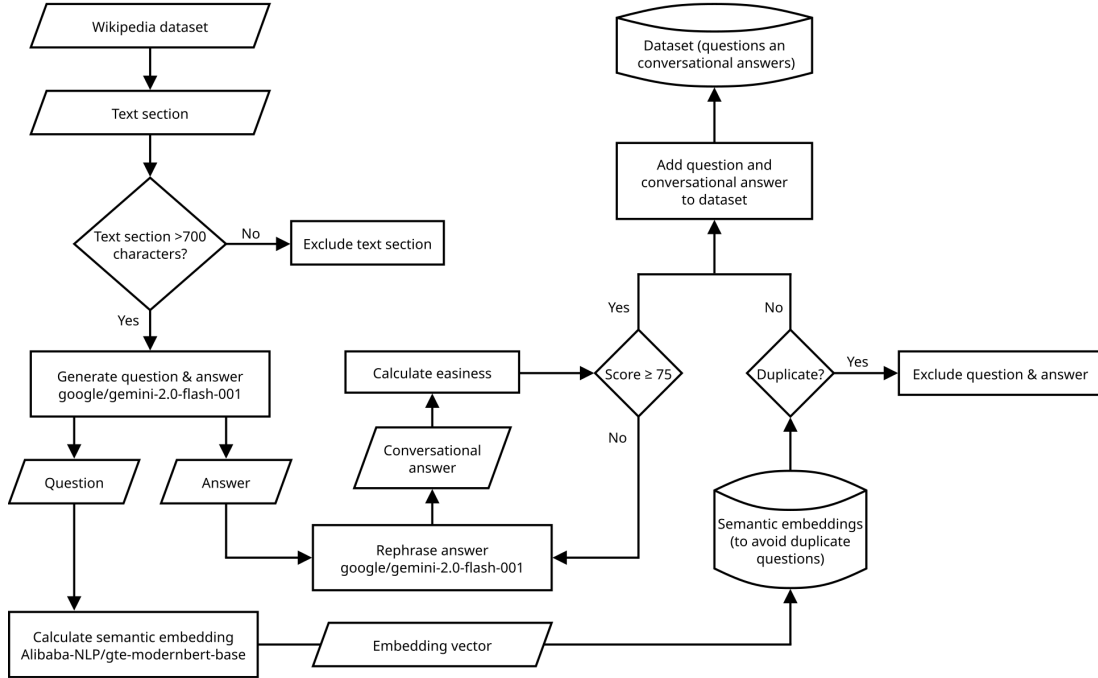 Wikipedia dataset
Text section
Text section >700
characters?
No
Exclude text section
Yes
Generate question & answer
google/gemini-2.0-flash-001
Question
Answer
Calculate semantic embedding
Alibaba-NLP/gte-modernbert-base
Embedding vector
Rephrase answer
google/gemini-2.0-flash-001
Conversational
answer
Calculate easiness
Score ≥ 75
Yes
No
Dataset (questions an
conversational answers)
Add question and
conversational answer
to dataset
No
Duplicate?
Yes
Exclude question & answer
Semantic embeddings
(to avoid duplicate
questions)